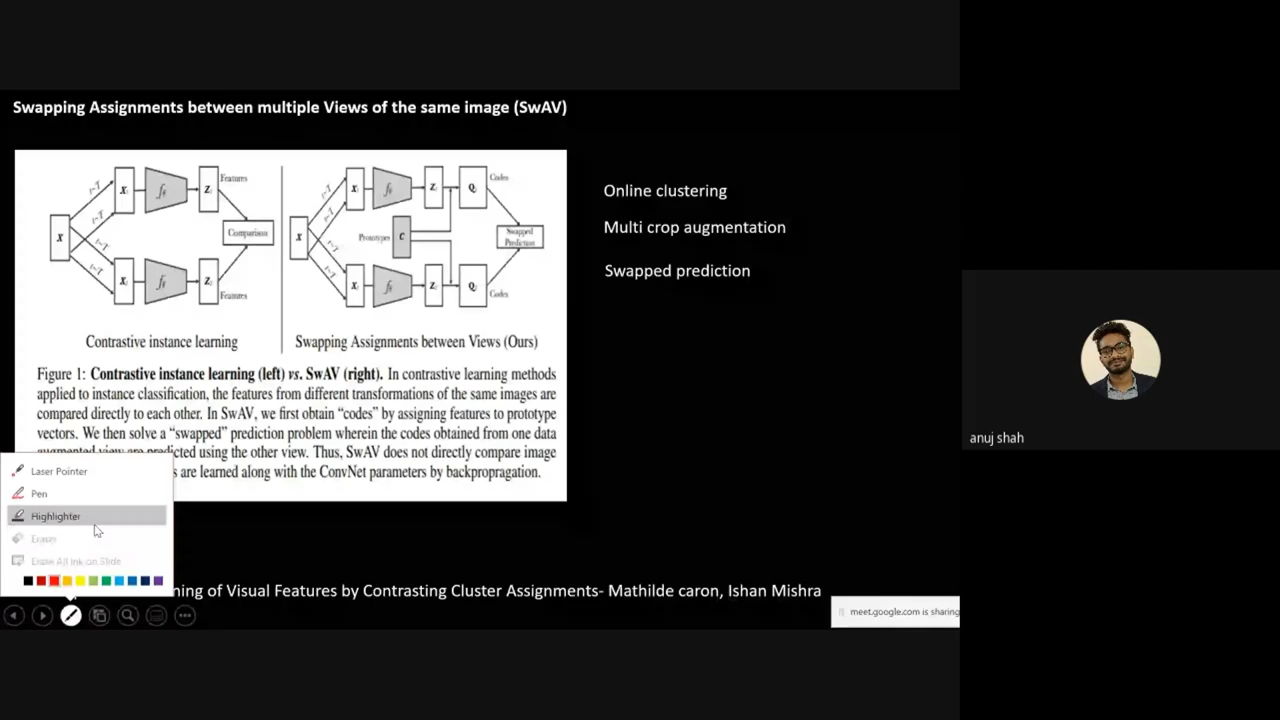 Swapping Assignments between multiple Views of the same image (SwAV)
Features
Codes
Online clustering
Multi crop augmentation
Comparison
Prototypes
C
Swapped
Prediction
Swapped prediction
Features
Codes
Contrastive instance learning
Swapping Assignments between Views (Ours)
Figure 1: Contrastive instance learning (left) vs. SwAV (right). In contrastive learning methods
applied to instance classification, the features from different transformations of the same images are
compared directly to each other. In SwAV, we first obtain “codes” by assigning features to prototype
vectors. We then solve a “swapped” prediction problem wherein the codes obtained from one data
augmented view are predicted using the other view. Thus, SwAV does not directly compare image
are learned along with the ConvNet parameters by backpropragation.
anuj shah
Laser Pointer
Pen
Highlighter
Eraser
Erase All Ink on Slide
ning of Visual Features by Contrasting Cluster Assignments- Mathilde caron, Ishan Mishra
meet.google.com is sharing